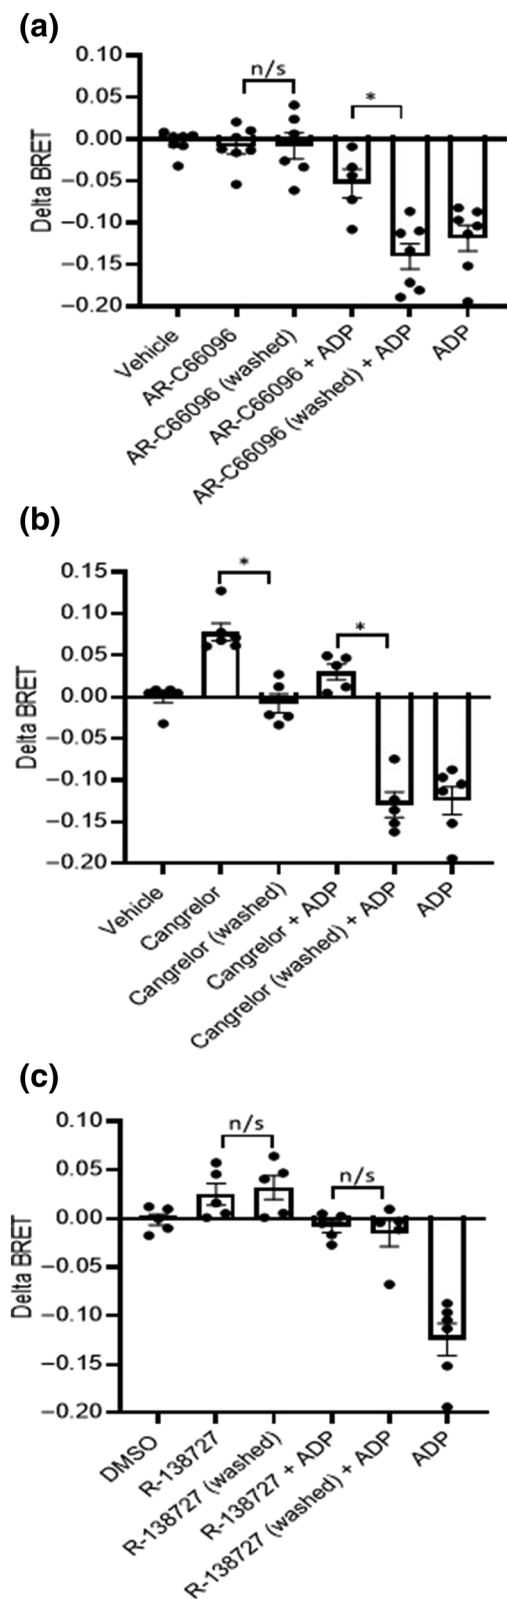 (a)
0.10
n/s
0.05
*
0.00
Delta BRET
−0.05
−0.10
−0.15
−0.20
Vehicle
AR-C66096
AR-C66096 (washed)
AR-C66096 + ADP
AR-C66096 (washed) + ADP
ADP
(b)
0.15
*
0.10
*
0.05
0.00
Delta BRET
−0.05
−0.10
−0.15
−0.20
Vehicle
Cangrelor
Cangrelor (washed)
Cangrelor + ADP
Cangrelor (washed) + ADP
ADP
(c)
0.10
n/s
0.05
n/s
0.00
Delta BRET
−0.05
−0.10
−0.15
−0.20
DMSO
R-138727
R-138727 (washed)
R-138727 + ADP
R-138727 (washed) + ADP
ADP